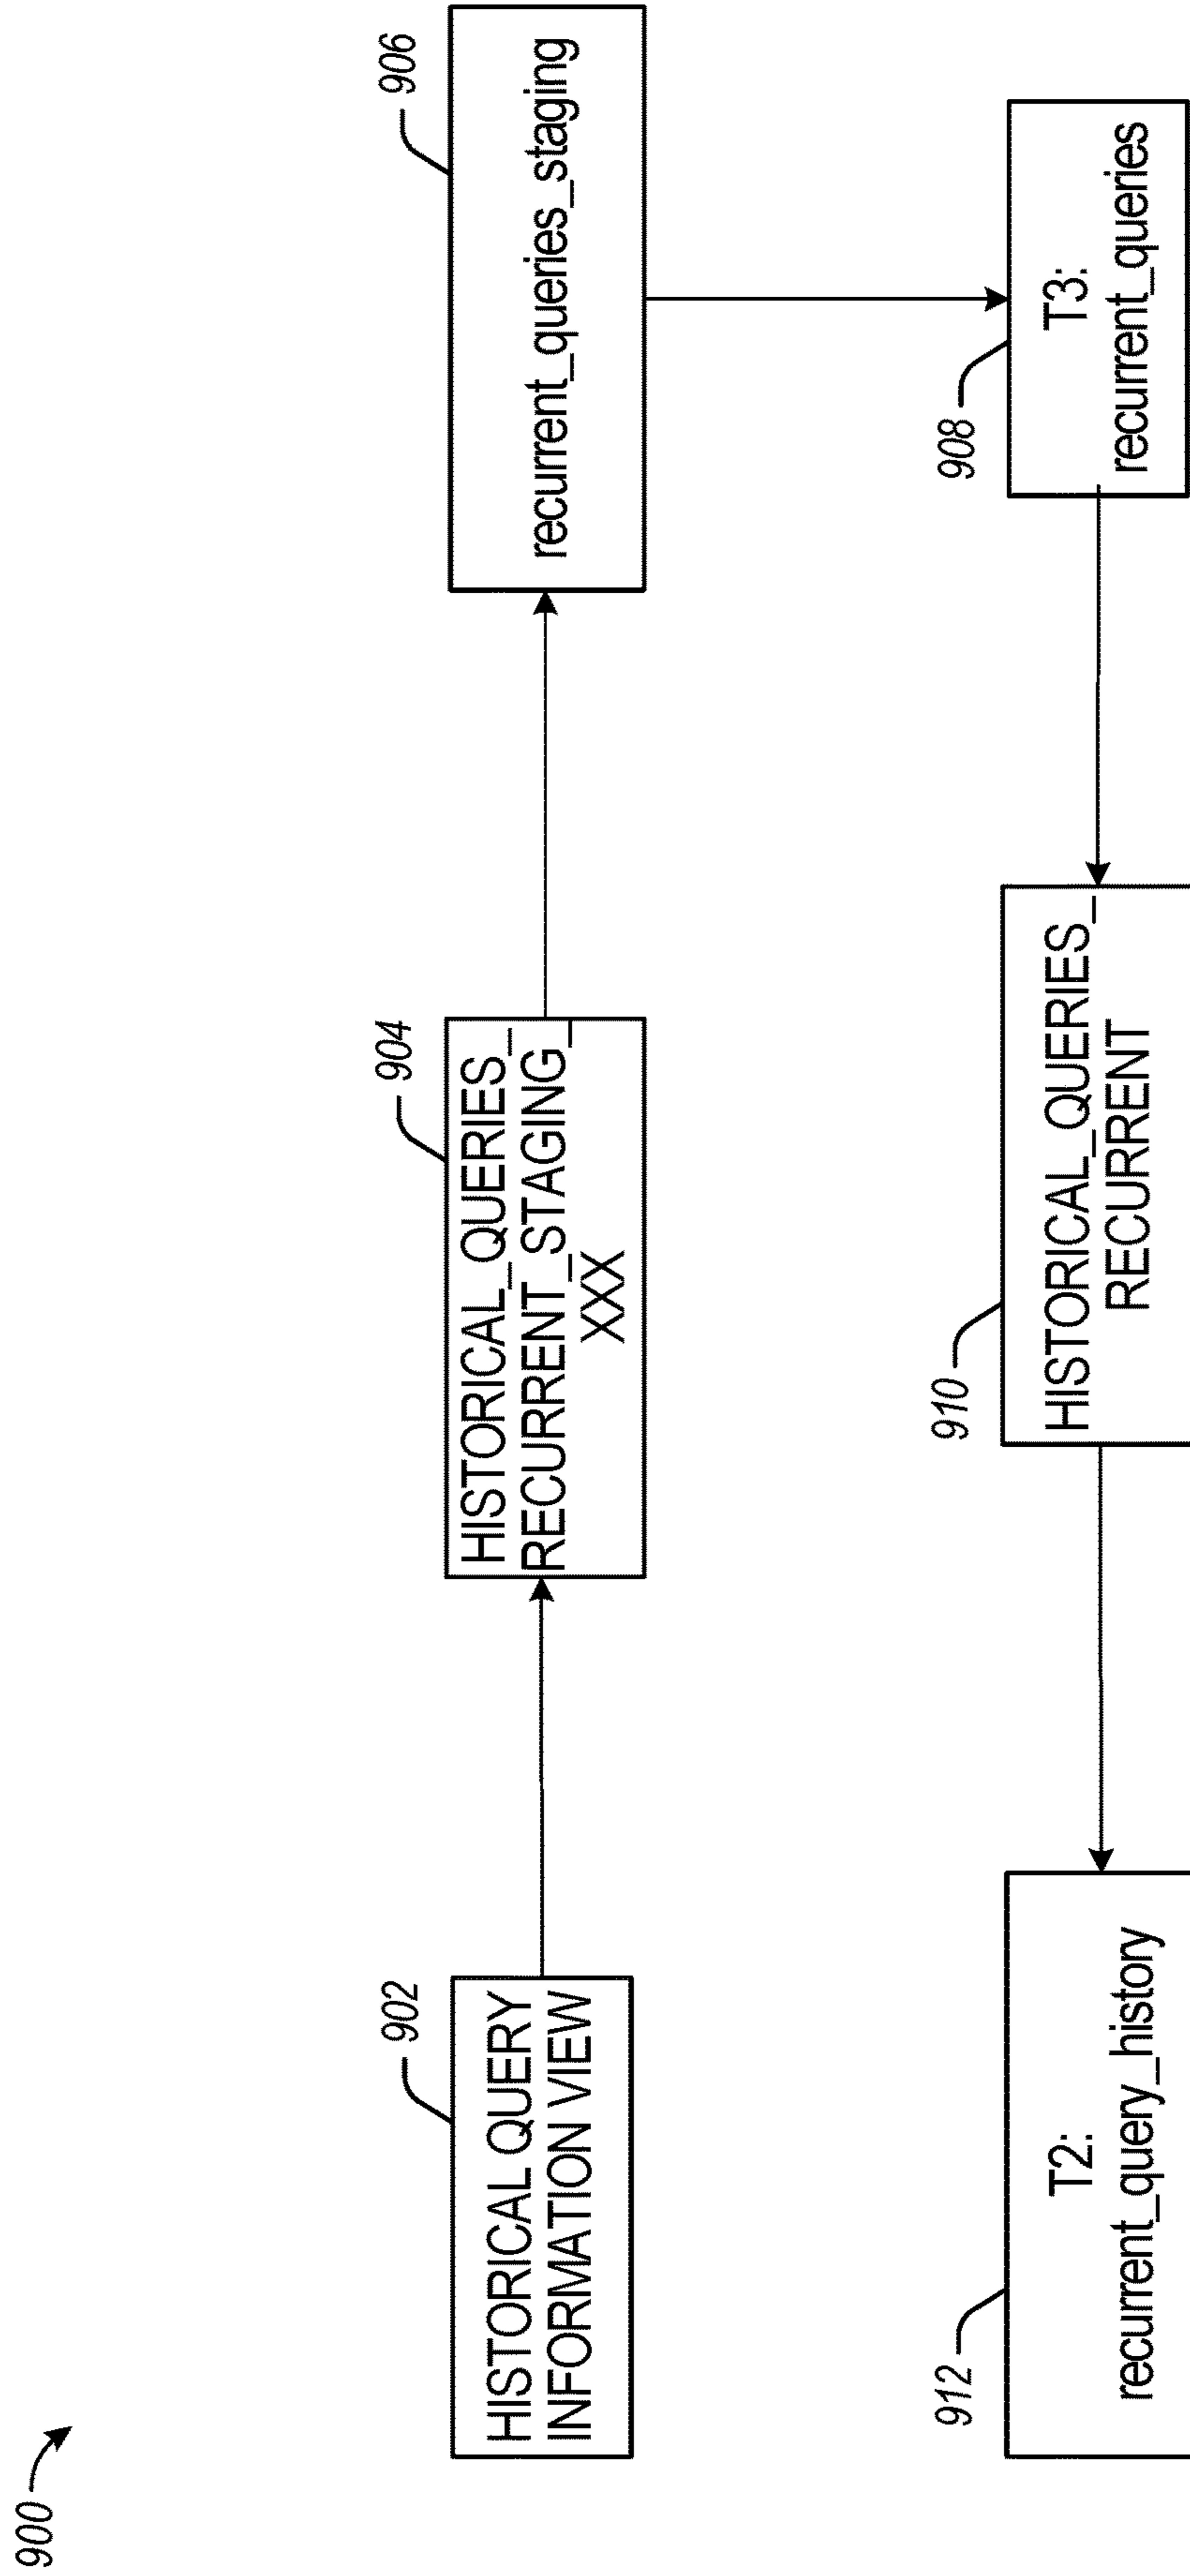 900
902
HISTORICAL QUERY
INFORMATION VIEW
904
HISTORICAL_QUERIES_
RECURRENT_STAGING_
XXX
906
recurrent_queries_staging
912
T2:
recurrent_query_history
910
HISTORICAL_QUERIES_
RECURRENT
908
T3:
recurrent_queries